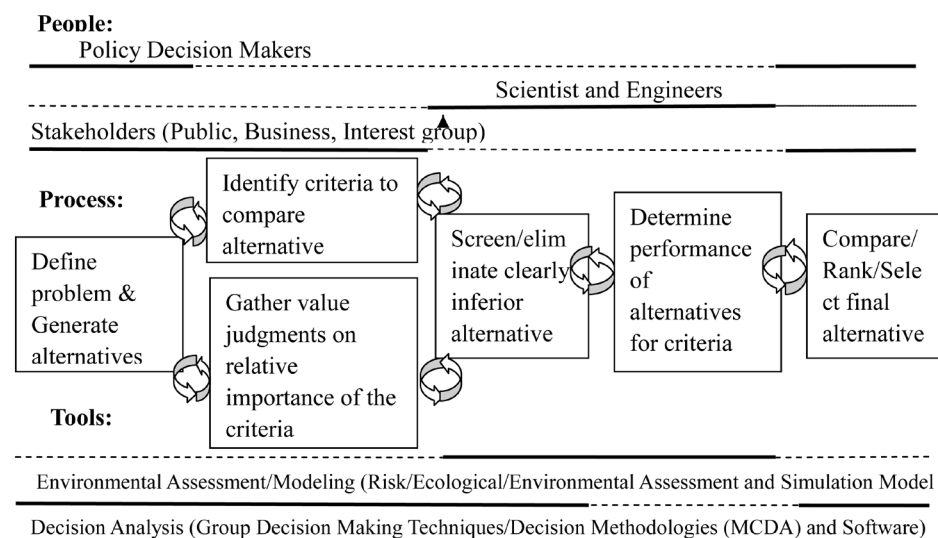 People:
Policy Decision Makers
Scientist and Engineers
Stakeholders (Public, Business, Interest group)
Process:
Define
problem &
Generate
alternatives
Identify criteria to
compare
alternative
Gather value
judgments on
relative
importance of the
criteria
Screen/elim
inate clearly
inferior
alternative
Determine
performance
of
alternatives
for criteria
Compare/
Rank/Sele
ct final
alternative
Tools:
Environmental Assessment/Modeling (Risk/Ecological/Environmental Assessment and Simulation Model
Decision Analysis (Group Decision Making Techniques/Decision Methodologies (MCDA) and Software)